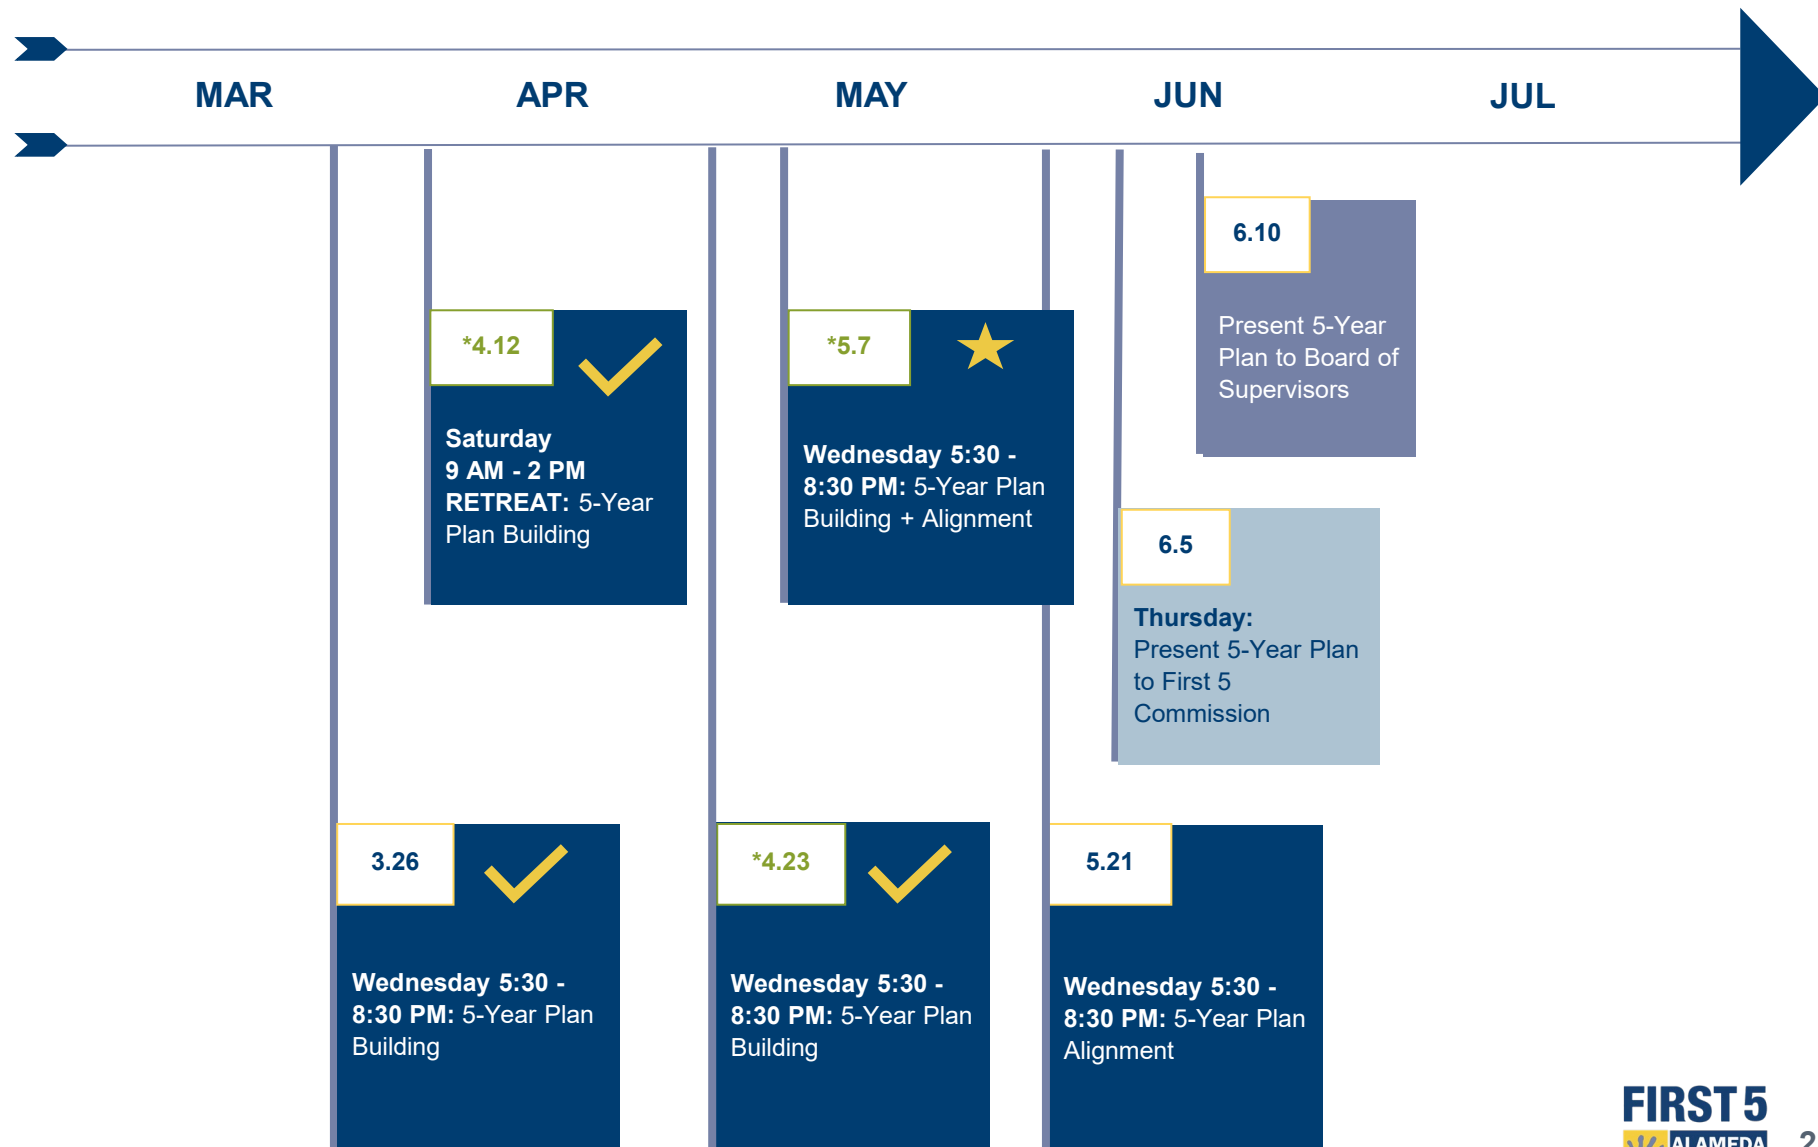 MAR APR MAY JUN JUL
6.10
Present 5-Year
Plan to Board of
Supervisors
*4.12
Saturday
9 AM - 2 PM
RETREAT: 5-Year
Plan Building
*5.7
Wednesday 5:30 -
8:30 PM: 5-Year Plan
Building + Alignment
6.5
Thursday:
Present 5-Year Plan
to First 5
Commission
3.26
Wednesday 5:30 -
8:30 PM: 5-Year Plan
Building
*4.23
Wednesday 5:30 -
8:30 PM: 5-Year Plan
Building
5.21
Wednesday 5:30 -
8:30 PM: 5-Year Plan
Alignment
FIRST 5
ALAMEDA
2